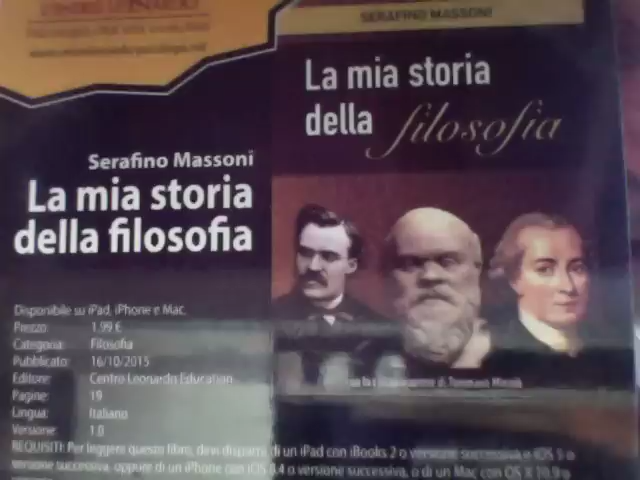 SERAFINO MASSONI
La mia storia
della filosofia
Serafino Massoni
La mia storia
della filosofia
Disponibile su iPad, iPhone e Mac.
Prezzo: 1.99 €
Categoria: Filosofia
Pubblicato: 16/10/2015
Editore: Centro Leonardo Education
Pagine: 19
Lingua: Italiano
Versione: 1.0
REQUISITI: Per leggere questo libro, devi disporre di un iPad con iBooks 2 o versione successiva e iOS 5 o
versione successiva, oppure di un iPhone con iOS 8.4 o versione successiva, o di un Mac con OS X 10.9 o